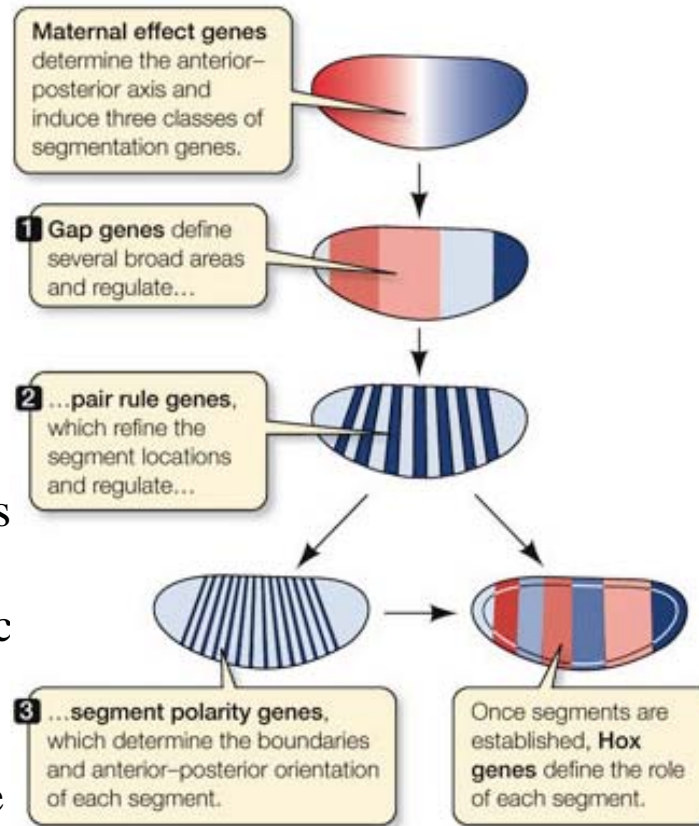 Maternal effect genes
determine the anterior–
posterior axis and
induce three classes of
segmentation genes.
1 Gap genes define
several broad areas
and regulate...
2 ...pair rule genes,
which refine the
segment locations
and regulate...
s
c
e
3 ...segment polarity genes,
which determine the boundaries
and anterior–posterior orientation
of each segment.
Once segments are
established, Hox
genes define the role
of each segment.